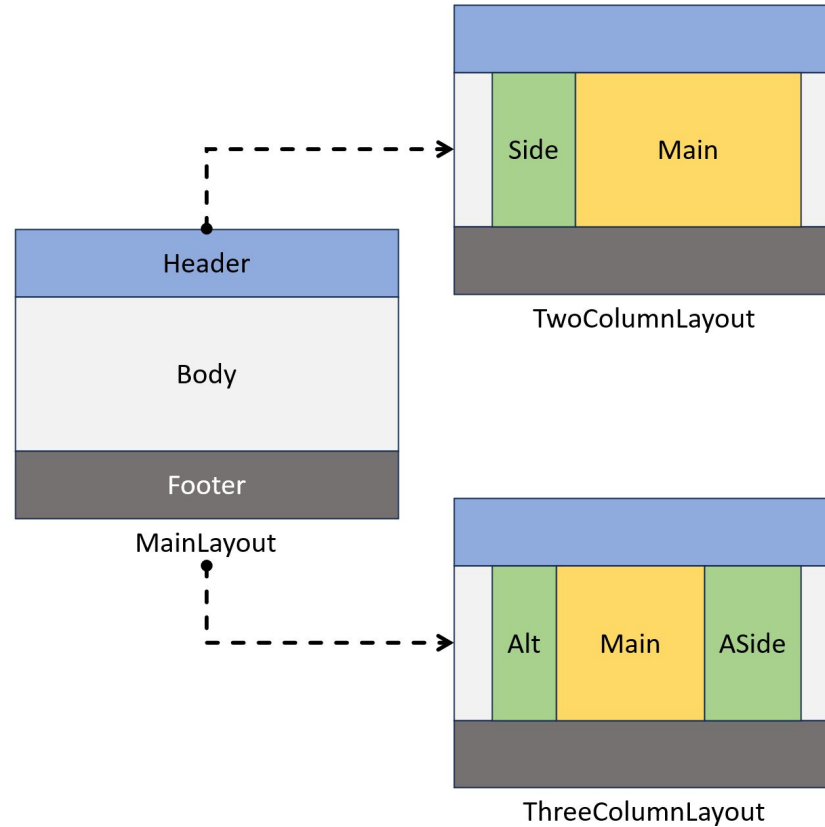 Side
Main
TwoColumnLayout
Header
Body
Footer
MainLayout
Alt
Main
ASide
ThreeColumnLayout